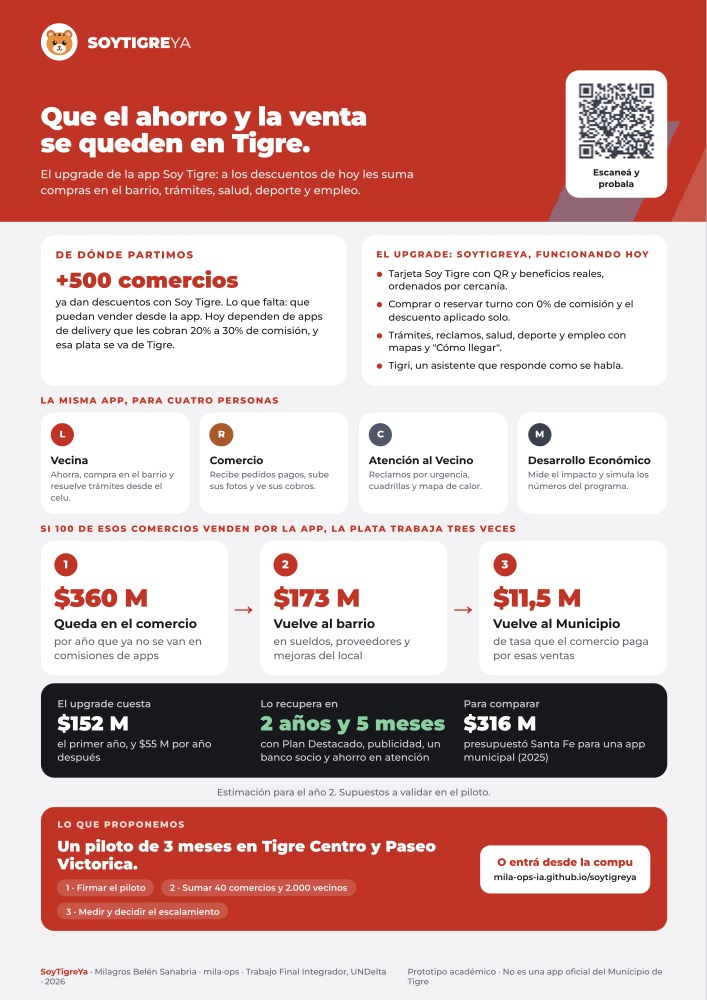 SOYTIGREYA
Que el ahorro y la venta
se queden en Tigre.
El upgrade de la app Soy Tigre: a los descuentos de hoy les suma
compras en el barrio, trámites, salud, deporte y empleo.
Escaneá y
probala
DE DÓNDE PARTIMOS
+500 comercios
ya dan descuentos con Soy Tigre. Lo que falta: que
puedan vender desde la app. Hoy dependen de apps
de delivery que les cobran 20% a 30% de comisión, y
esa plata se va de Tigre.
EL UPGRADE: SOYTIGREYA, FUNCIONANDO HOY
Tarjeta Soy Tigre con QR y beneficios reales,
ordenados por cercanía.
Comprar o reservar turno con 0% de comisión y el
descuento aplicado solo.
Trámites, reclamos, salud, deporte y empleo con
mapas y "Cómo llegar".
Tigri, un asistente que responde como se habla.
LA MISMA APP, PARA CUATRO PERSONAS
L
Vecina
Ahorra, compra en el barrio y
resuelve trámites desde el
celu.
R
Comercio
Recibe pedidos pagos, sube
sus fotos y ve sus cobros.
C
Atención al Vecino
Reclamos por urgencia,
cuadrillas y mapa de calor.
M
Desarrollo Económico
Mide el impacto y simula los
números del programa.
SI 100 DE ESOS COMERCIOS VENDEN POR LA APP, LA PLATA TRABAJA TRES VECES
1
$360 M
Queda en el comercio
por año que ya no se van en
comisiones de apps
→
2
$173 M
Vuelve al barrio
en sueldos, proveedores y
mejoras del local
→
3
$11,5 M
Vuelve al Municipio
de tasa que el comercio paga
por esas ventas
El upgrade cuesta
$152 M
el primer año, y $55 M por año
después
Lo recupera en
2 años y 5 meses
con Plan Destacado, publicidad, un
banco socio y ahorro en atención
Para comparar
$316 M
presupuestó Santa Fe para una app
municipal (2025)
Estimación para el año 2. Supuestos a validar en el piloto.
LO QUE PROPONEMOS
Un piloto de 3 meses en Tigre Centro y Paseo
Victorica.
1 · Firmar el piloto
2 · Sumar 40 comercios y 2.000 vecinos
3 · Medir y decidir el escalamiento
O entrá desde la compu
mila-ops-ia.github.io/soytigreya
SoyTigreYa · Milagros Belén Sanabria · mila-ops · Trabajo Final Integrador, UNDelta
· 2026
Prototipo académico · No es una app oficial del Municipio de
Tigre